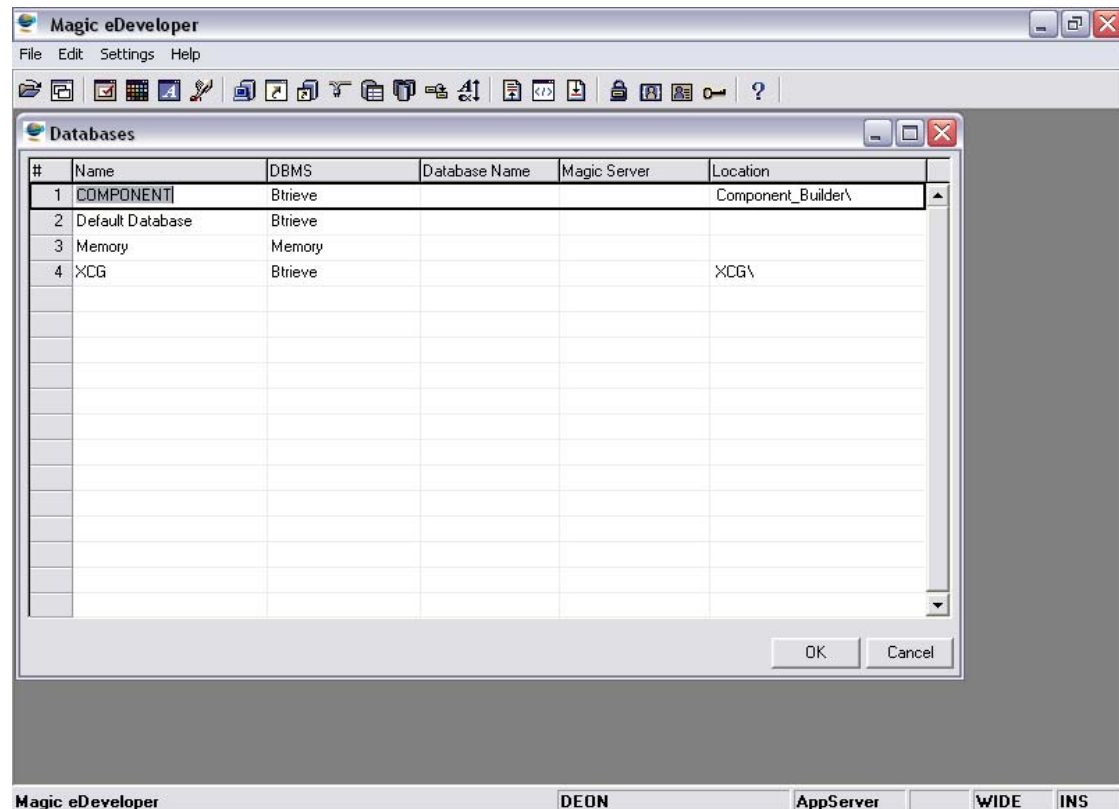 Magic eDeveloper
File Edit Settings Help
Databases
# Name DBMS Database Name Magic Server Location
1 COMPONENT Btrieve Component_Builder\
2 Default Database Btrieve
3 Memory Memory
4 XCG Btrieve XCG\
OK Cancel
Magic eDeveloper DEON AppServer WIDE INS